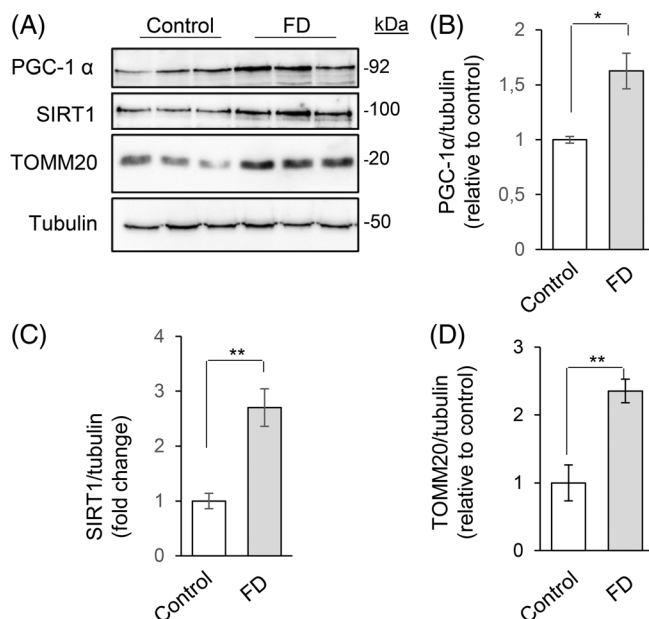 (A)
Control FD kDa
PGC-1 α -92
SIRT1 -100
TOMM20 -20
Tubulin -50
(B)
PGC-1α/tubulin
(relative to control)
2
1,5
1
0,5
0
*
Control FD
(C)
SIRT1/tubulin
(fold change)
4
3
2
1
0
**
Control FD
(D)
TOMM20/tubulin
(relative to control)
3
2
1
0
**
Control FD